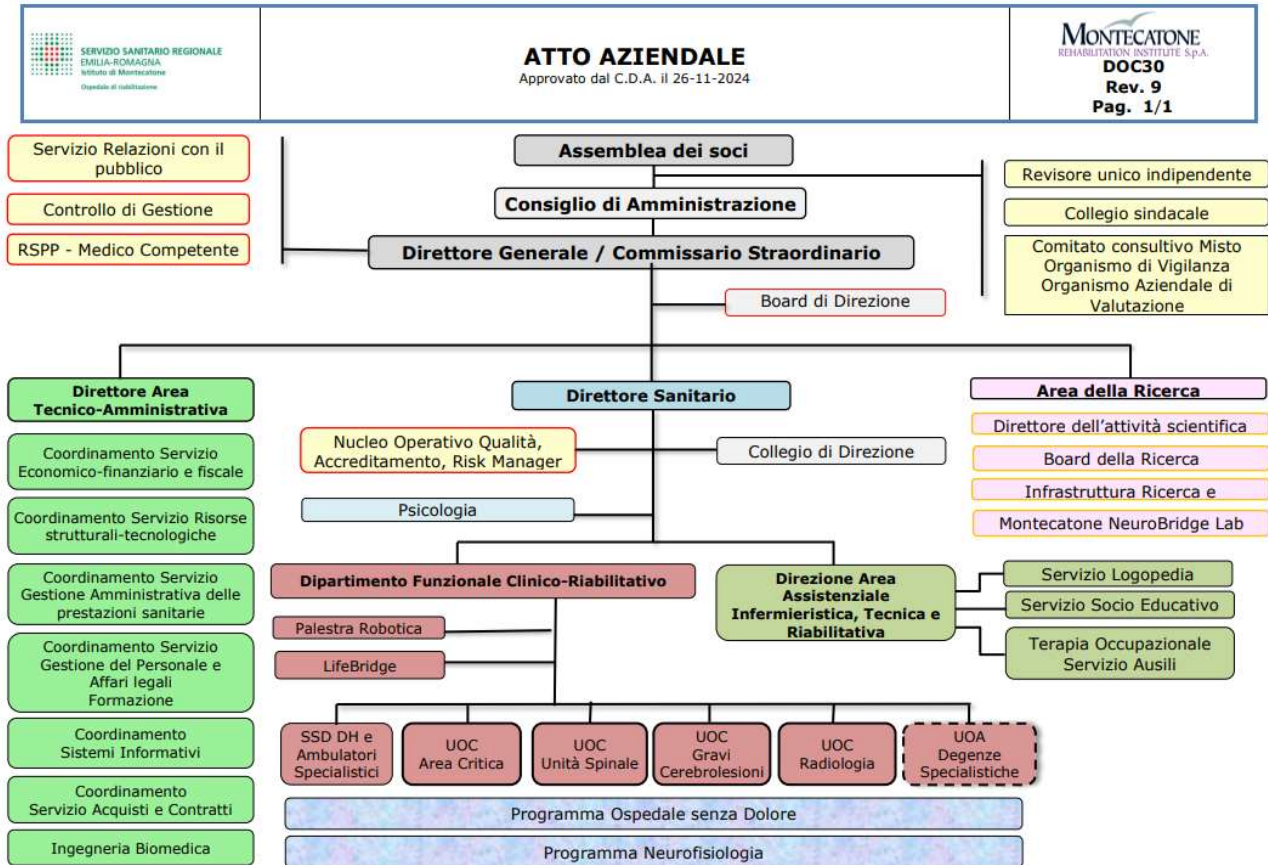 SERVIZIO SANITARIO REGIONALE
EMILIA-ROMAGNA
Istituto di Montecatone
Ospedale di riabilitazione
ATTO AZIENDALE
Approvato dal C.D.A. il 26-11-2024
MONTECATONE
REHABILITATION INSTITUTE S.p.A.
DOC30
Rev. 9
Pag. 1/1
Servizio Relazioni con il
pubblico
Controllo di Gestione
RSPP - Medico Competente
Assemblea dei soci
Consiglio di Amministrazione
Direttore Generale / Commissario Straordinario
Board di Direzione
Revisore unico indipendente
Collegio sindacale
Comitato consultivo Misto
Organismo di Vigilanza
Organismo Aziendale di
Valutazione
Direttore Area
Tecnico-Amministrativa
Coordinamento Servizio
Economico-finanziario e fiscale
Coordinamento Servizio Risorse
strutturali-tecnologiche
Coordinamento Servizio
Gestione Amministrativa delle
prestazioni sanitarie
Coordinamento Servizio
Gestione del Personale e
Affari legali
Formazione
Coordinamento
Sistemi Informativi
Coordinamento
Servizio Acquisti e Contratti
Ingegneria Biomedica
Direttore Sanitario
Nucleo Operativo Qualità,
Accreditamento, Risk Manager
Collegio di Direzione
Psicologia
Area della Ricerca
Direttore dell'attività scientifica
Board della Ricerca
Infrastruttura Ricerca e
Montecatone NeuroBridge Lab
Dipartimento Funzionale Clinico-Riabilitativo
Palestra Robotica
LifeBridge
Direzione Area
Assistenziale
Infermieristica, Tecnica e
Riabilitativa
Servizio Logopedia
Servizio Socio Educativo
Terapia Occupazionale
Servizio Ausili
SSD DH e
Ambulatori
Specialistici
UOC
Area Critica
UOC
Unità Spinale
UOC
Gravi
Cerebrolesioni
UOC
Radiologia
UOA
Degenze
Specialistiche
Programma Ospedale senza Dolore
Programma Neurofisiologia